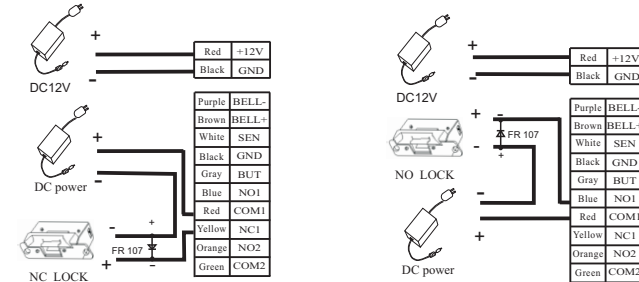 +
-
DC12V
Red +12V
Black GND
+
-
DC power
-
+
FR 107
+
-
NC LOCK
Purple BELL-
Brown BELL+
White SEN
Black GND
Gray BUT
Blue NO1
Red COM1
Yellow NC1
Orange NO2
Green COM2
+
-
DC12V
Red +12V
Black GND
+
-
-
FR 107
+
NO LOCK
-
+
DC power
Purple BELL-
Brown BELL+
White SEN
Black GND
Gray BUT
Blue NO1
Red COM1
Yellow NC1
Orange NO2
Green COM2